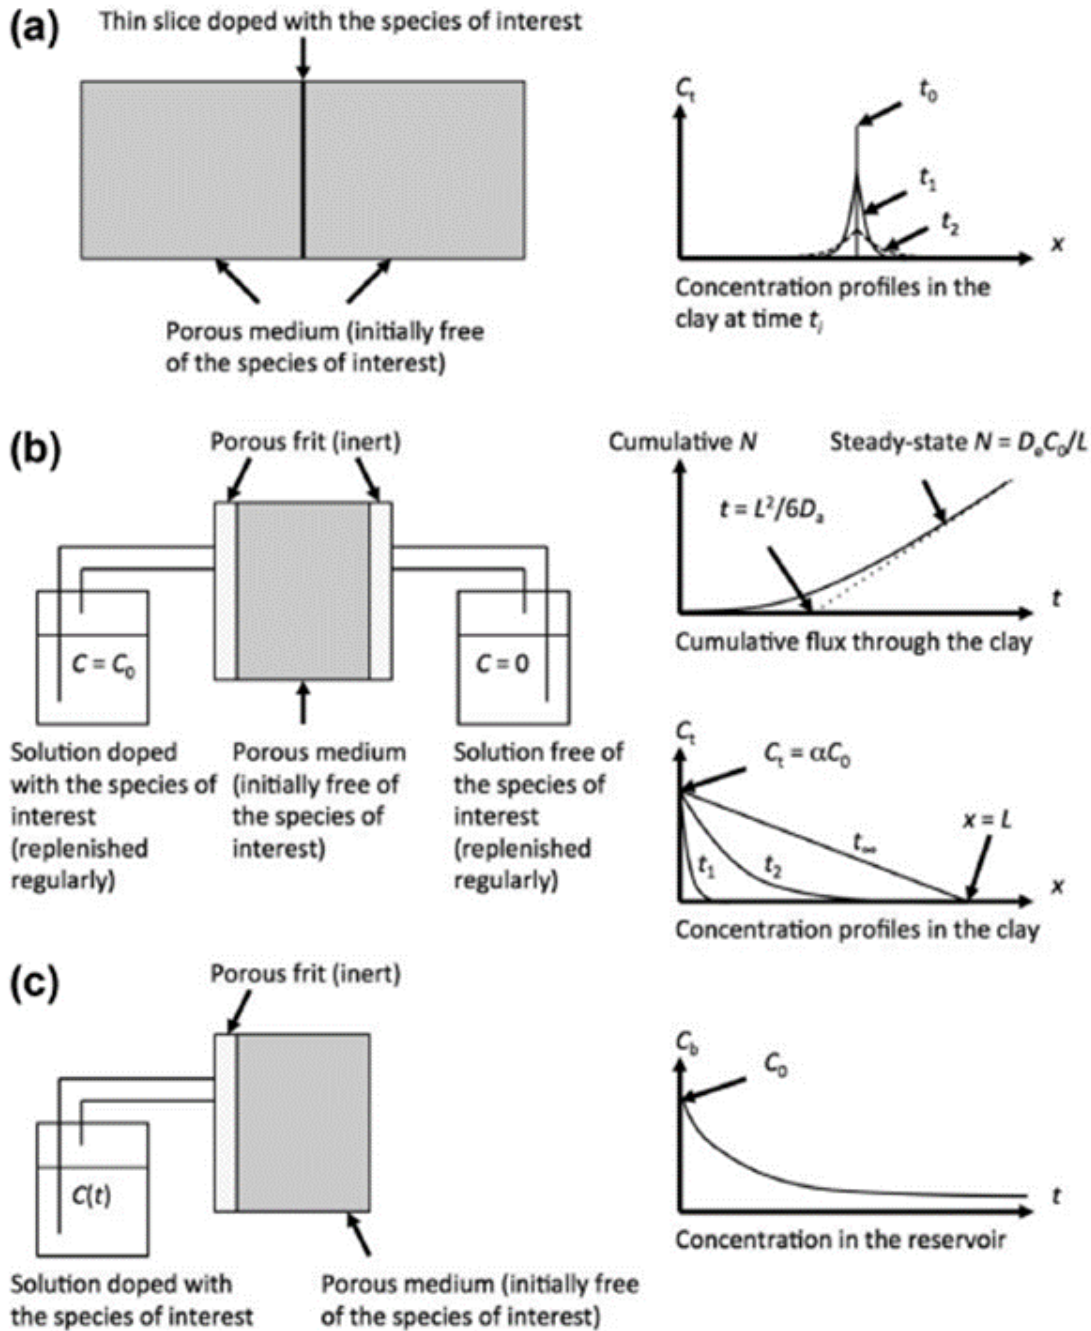 (a)
Thin slice doped with the species of interest
Porous medium (initially free
of the species of interest)
Cₜ
t₀
t₁
t₂
x
Concentration profiles in the
clay at time tᵢ
(b)
Porous frit (inert)
C = C₀
C = 0
Solution doped
with the species of
interest
(replenished
regularly)
Porous medium
(initially free of
the species of
interest)
Solution free of
the species of
interest
(replenished
regularly)
Cumulative N
Steady-state N = DₑC₀/L
t = L²/6Dₐ
t
Cumulative flux through the clay
Cₜ
Cₜ = αC₀
x = L
t₁
t₂
t∞
x
Concentration profiles in the clay
(c)
Porous frit (inert)
C(t)
Solution doped with
the species of interest
Porous medium (initially free
of the species of interest)
C_b
C₀
t
Concentration in the reservoir